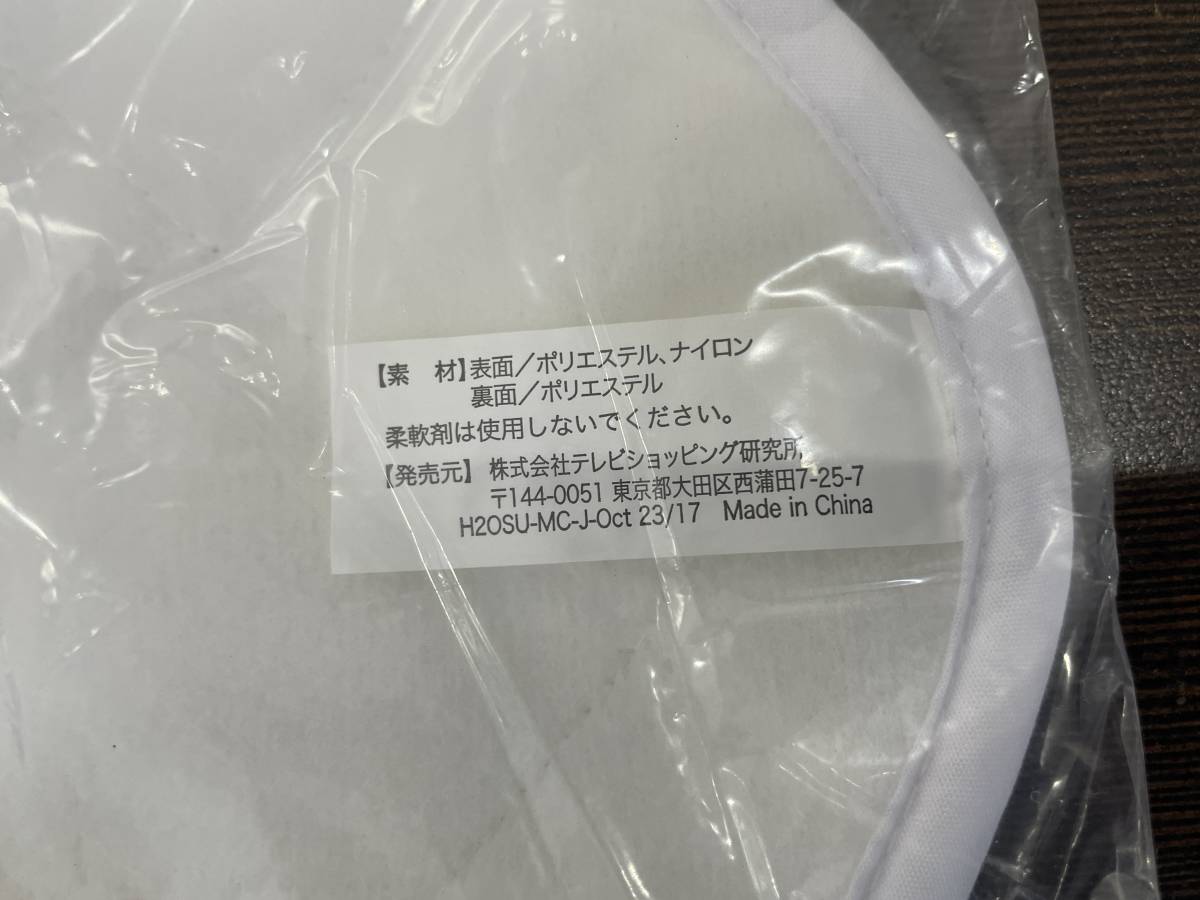 【素　材】表面／ポリエステル、ナイロン
裏面／ポリエステル
柔軟剤は使用しないでください。
【発売元】 株式会社テレビショッピング研究所
〒144-0051 東京都大田区西蒲田7-25-7
H2OSU-MC-J-Oct 23/17　Made in China